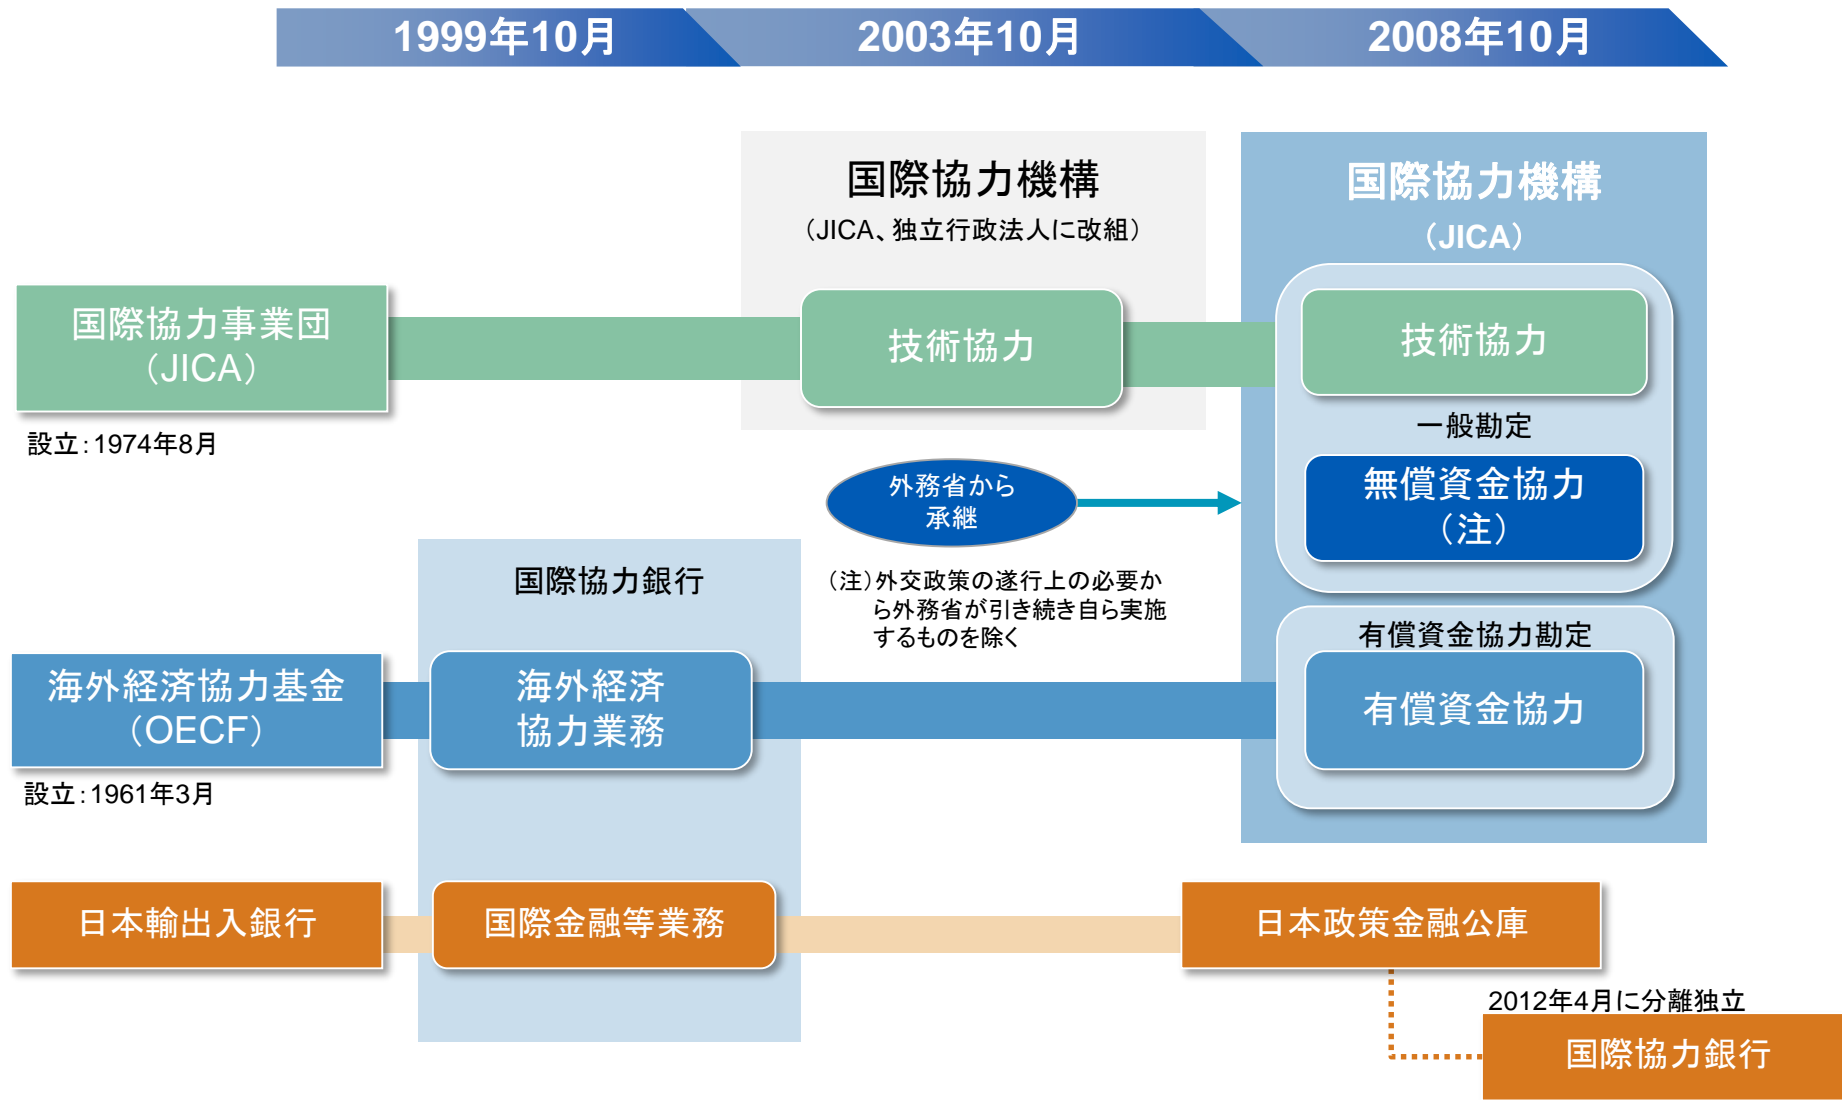 1999年10月
2003年10月
2008年10月
国際協力機構
（JICA、独立行政法人に改組）
国際協力機構
（JICA）
国際協力事業団
（JICA）
設立：1974年8月
技術協力
技術協力
一般勘定
無償資金協力
（注）
外務省から
承継
（注）外交政策の遂行上の必要か
ら外務省が引き続き自ら実施
するものを除く
国際協力銀行
海外経済協力基金
（OECF）
設立：1961年3月
海外経済
協力業務
有償資金協力勘定
有償資金協力
日本輸出入銀行
国際金融等業務
日本政策金融公庫
2012年4月に分離独立
国際協力銀行